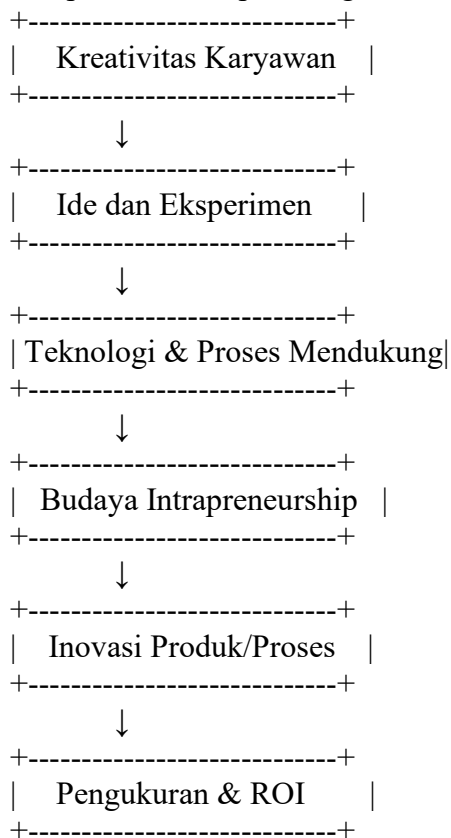 +----------------------------+
| Kreativitas Karyawan |
+----------------------------+
↓
+----------------------------+
| Ide dan Eksperimen |
+----------------------------+
↓
+----------------------------+
| Teknologi & Proses Mendukung|
+----------------------------+
↓
+----------------------------+
| Budaya Intrapreneurship |
+----------------------------+
↓
+----------------------------+
| Inovasi Produk/Proses |
+----------------------------+
↓
+----------------------------+
| Pengukuran & ROI |
+----------------------------+